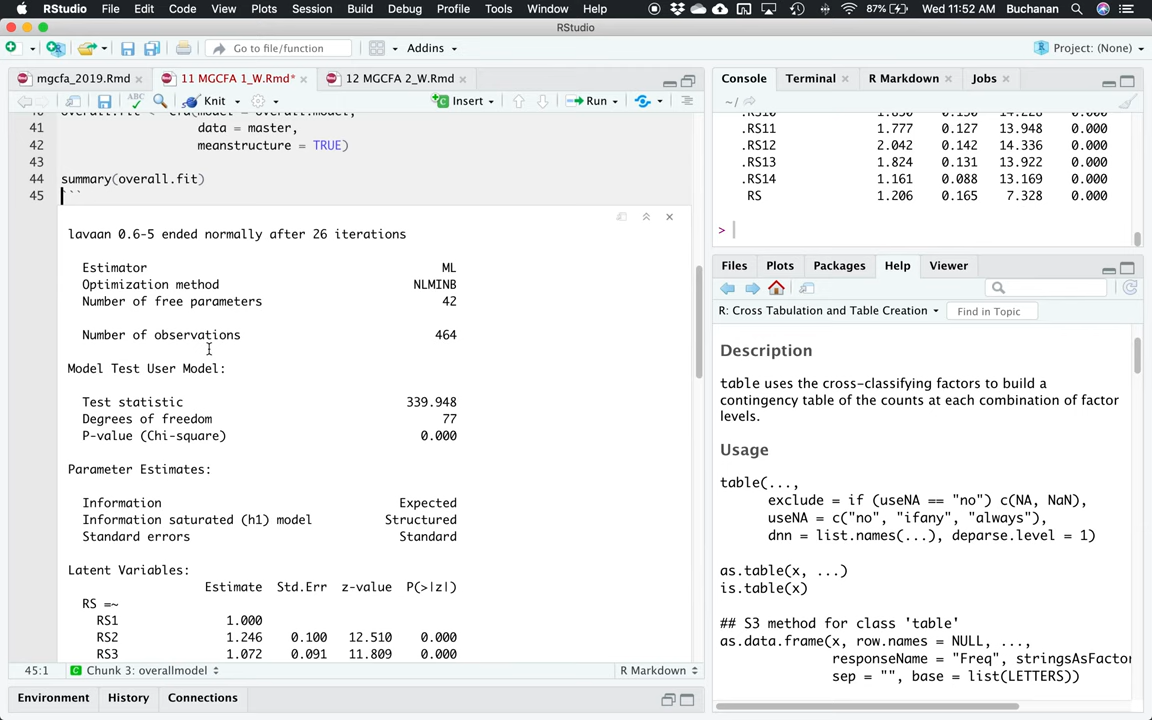 RStudio File Edit Code View Plots Session Build Debug Profile Tools Window Help 87% Wed 11:52 AM Buchanan
RStudio
Go to file/function Addins Project: (None)
mgcfa_2019.Rmd 11 MGCFA 1_W.Rmd* 12 MGCFA 2_W.Rmd
ABC Knit Insert Run
41 data = master,
42 meanstructure = TRUE)
43
44 summary(overall.fit)
45 ```
lavaan 0.6-5 ended normally after 26 iterations
Estimator ML
Optimization method NLMINB
Number of free parameters 42
Number of observations 464
Model Test User Model:
Test statistic 339.948
Degrees of freedom 77
P-value (Chi-square) 0.000
Parameter Estimates:
Information Expected
Information saturated (h1) model Structured
Standard errors Standard
Latent Variables:
Estimate Std.Err z-value P(>|z|)
RS =~
RS1 1.000
RS2 1.246 0.100 12.510 0.000
RS3 1.072 0.091 11.809 0.000
45:1 Chunk 3: overallmodel R Markdown
Environment History Connections
Console Terminal R Markdown Jobs
~/
.RS11 1.777 0.127 13.948 0.000
.RS12 2.042 0.142 14.336 0.000
.RS13 1.824 0.131 13.922 0.000
.RS14 1.161 0.088 13.169 0.000
RS 1.206 0.165 7.328 0.000
>
Files Plots Packages Help Viewer
R: Cross Tabulation and Table Creation Find in Topic
Description
table uses the cross-classifying factors to build a
contingency table of the counts at each combination of factor
levels.
Usage
table(...,
exclude = if (useNA == "no") c(NA, NaN),
useNA = c("no", "ifany", "always"),
dnn = list.names(...), deparse.level = 1)
as.table(x, ...)
is.table(x)
## S3 method for class 'table'
as.data.frame(x, row.names = NULL, ...,
responseName = "Freq", stringsAsFactor
sep = "", base = list(LETTERS))